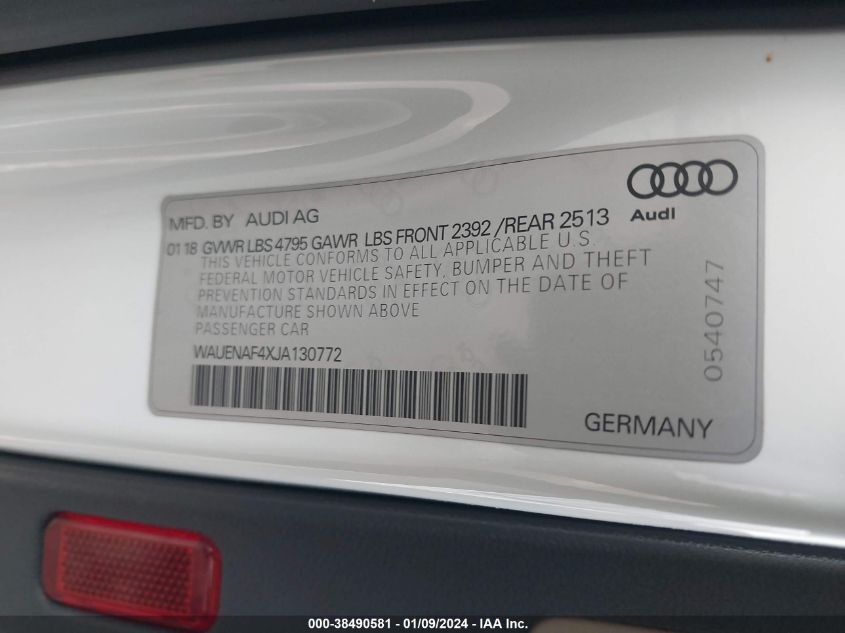 MFD. BY AUDI AG
Audi
01 18 GVWR LBS 4795 GAWR LBS FRONT 2392 /REAR 2513
THIS VEHICLE CONFORMS TO ALL APPLICABLE U.S.
FEDERAL MOTOR VEHICLE SAFETY, BUMPER AND THEFT
PREVENTION STANDARDS IN EFFECT ON THE DATE OF
MANUFACTURE SHOWN ABOVE
PASSENGER CAR
WAUENAF4XJA130772
0540747
GERMANY
000-38490581 - 01/09/2024 - IAA Inc.